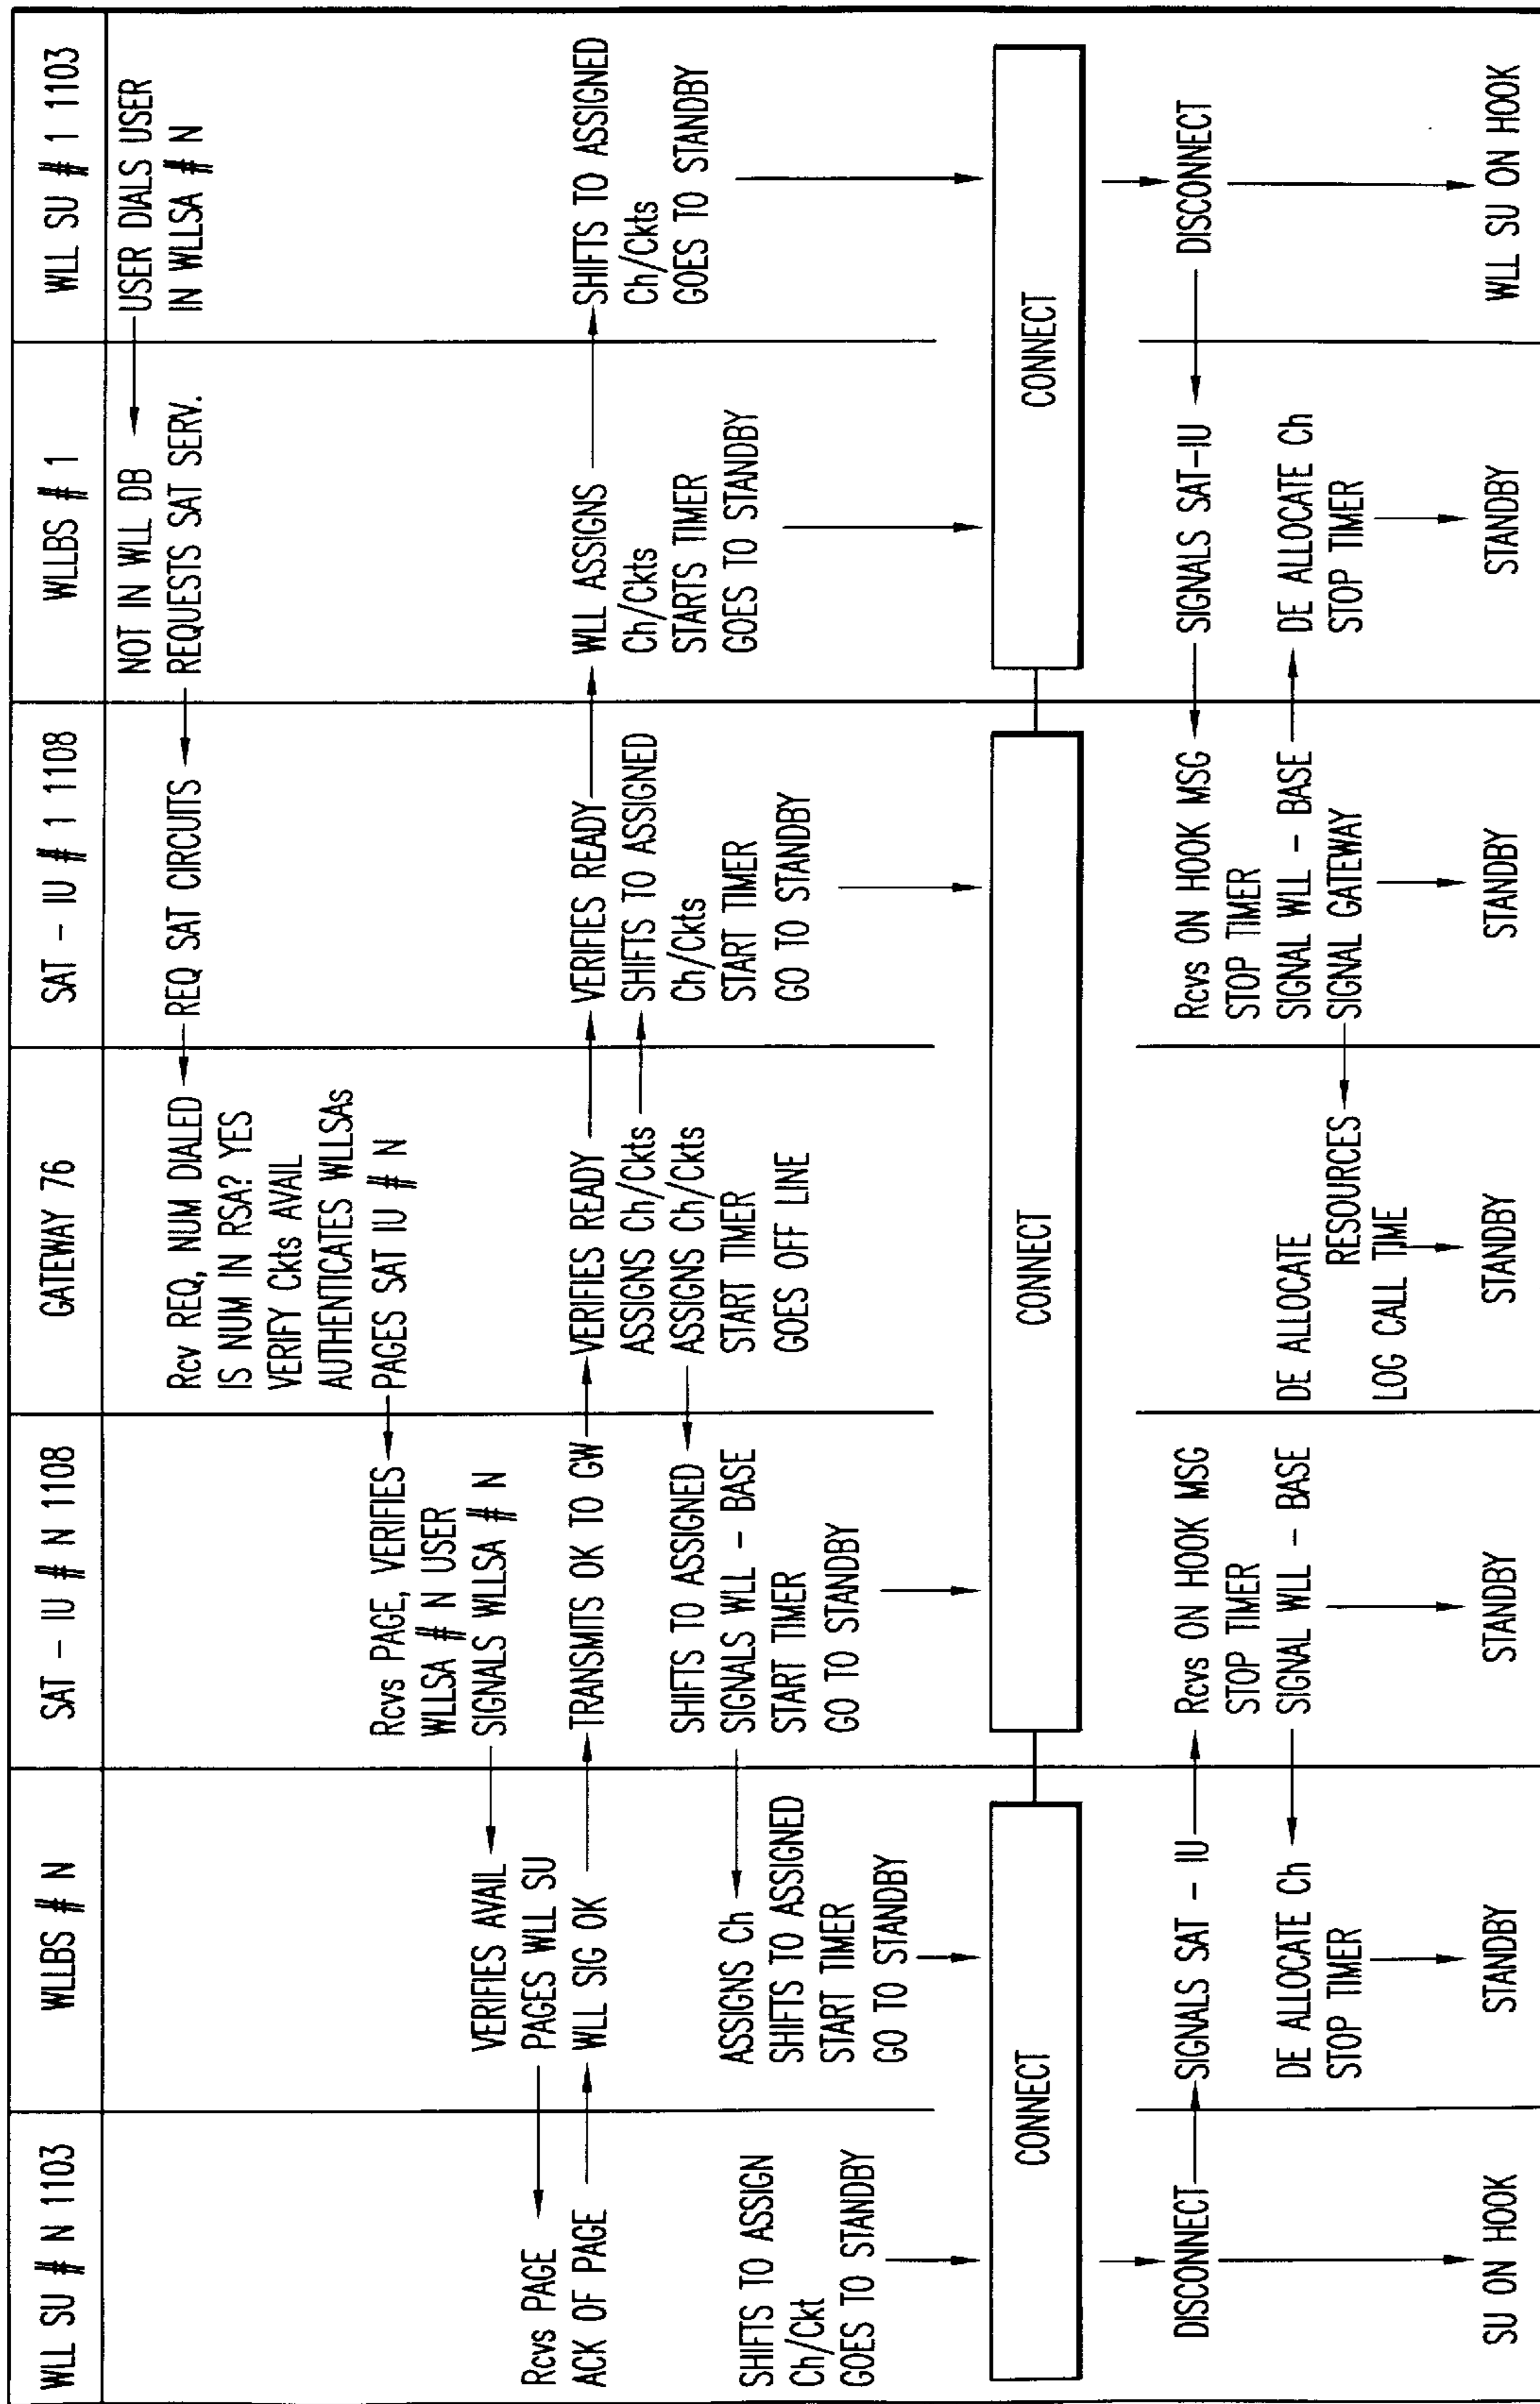 WLL SU # N 1103
WLLBS # N
SAT - IU # N 1108
GATEWAY 76
SAT - IU # 1 1108
WLLBS # 1
WLL SU # 1 1103
USER DIALS USER
IN WLLSA # N
NOT IN WLL DB
REQUESTS SAT SERV.
REQ SAT CIRCUITS
Rcv REQ, NUM DIALED
IS NUM IN RSA? YES
VERIFY Ckts AVAIL
AUTHENTICATES WLLSAs
PAGES SAT IU # N
Rcvs PAGE, VERIFIES
WLLSA # N USER
SIGNALS WLLSA # N
VERIFIES AVAIL
PAGES WLL SU
Rcvs PAGE
ACK OF PAGE
WLL SIG OK
TRANSMITS OK TO GW
VERIFIES READY
ASSIGNS Ch/Ckts
ASSIGNS Ch/Ckts
START TIMER
GOES OFF LINE
VERIFIES READY
SHIFTS TO ASSIGNED
Ch/Ckts
START TIMER
GO TO STANDBY
WLL ASSIGNS
Ch/Ckts
STARTS TIMER
GOES TO STANDBY
SHIFTS TO ASSIGNED
Ch/Ckts
GOES TO STANDBY
SHIFTS TO ASSIGNED
SIGNALS WLL - BASE
START TIMER
GO TO STANDBY
ASSIGNS Ch
SHIFTS TO ASSIGNED
START TIMER
GO TO STANDBY
SHIFTS TO ASSIGN
Ch/Ckt
GOES TO STANDBY
CONNECT
CONNECT
CONNECT
DISCONNECT
SIGNALS SAT - IU
Rcvs ON HOOK MSG
STOP TIMER
SIGNAL WLL - BASE
DE ALLOCATE Ch
STOP TIMER
DE ALLOCATE
RESOURCES
LOG CALL TIME
Rcvs ON HOOK MSG
STOP TIMER
SIGNAL WLL - BASE
SIGNAL GATEWAY
SIGNALS SAT-IU
DE ALLOCATE Ch
STOP TIMER
DISCONNECT
SU ON HOOK
STANDBY
STANDBY
STANDBY
STANDBY
STANDBY
WLL SU ON HOOK